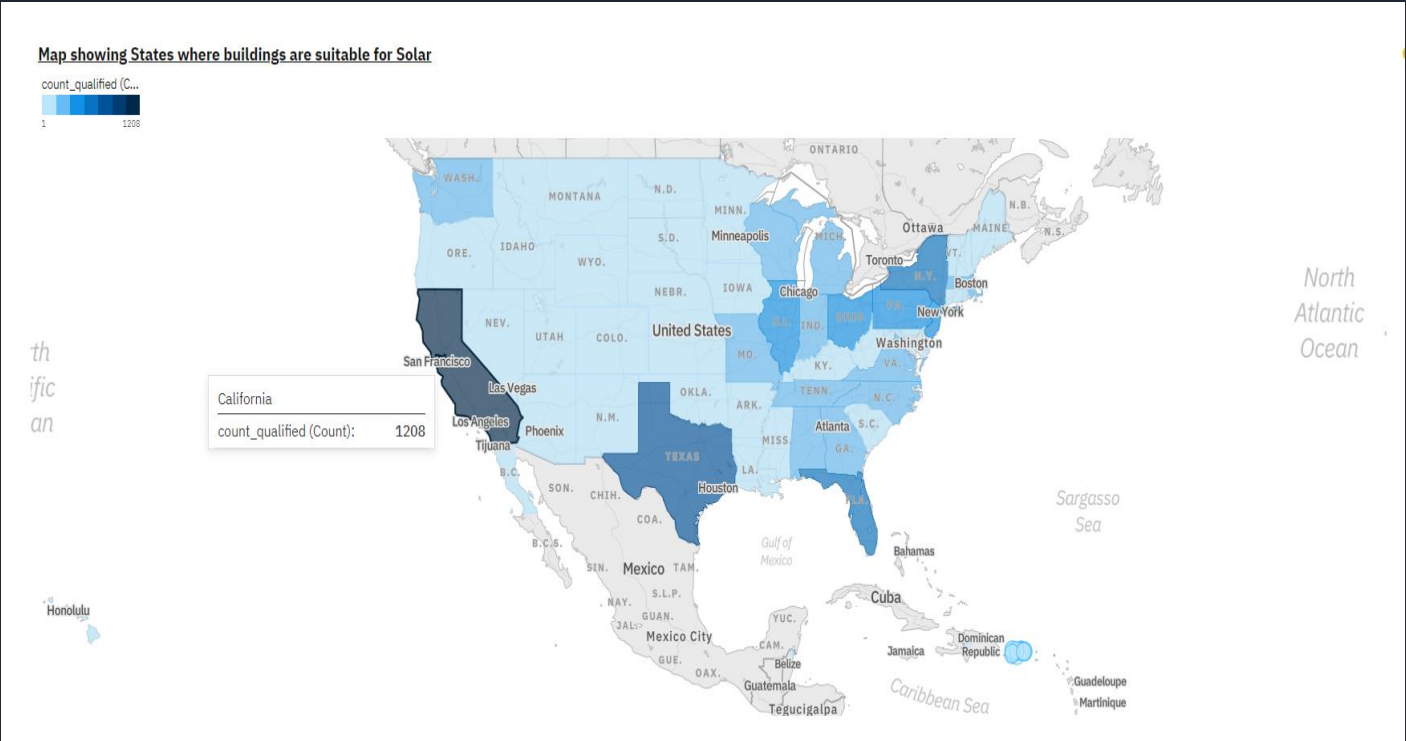 Map showing States where buildings are suitable for Solar
count_qualified (C...
1 1208
ONTARIO
WASH.
MONTANA
N.D.
MINN.
N.B.
Ottawa
MAINE
N.S.
Minneapolis
MICH.
S.D.
ORE.
IDAHO
WYO.
Toronto
N.Y.
VT.
Boston
North
Atlantic
Ocean
NEBR.
IOWA
Chicago
New York
PA.
OHIO
NEV.
UTAH
COLO.
United States
ILL.
IND.
Washington
th
ific
an
San Francisco
MO.
KY.
VA.
California
count_qualified (Count): 1208
Las Vegas
OKLA.
ARK.
TENN.
N.C.
Los Angeles
Phoenix
N.M.
Atlanta
S.C.
Tijuana
MISS.
GA.
TEXAS
B.C.
LA.
SON.
CHIH.
Houston
FLA.
Sargasso
Sea
COA.
B.C.S.
Gulf of
Mexico
Bahamas
SIN.
Mexico
TAM.
Honolulu
NAY.
S.L.P.
Cuba
JAL.
GUAN.
YUC.
Mexico City
CAM.
Jamaica
Dominican
Republic
GUE.
OAX.
Belize
Guatemala
Caribbean Sea
Guadeloupe
Martinique
Tegucigalpa